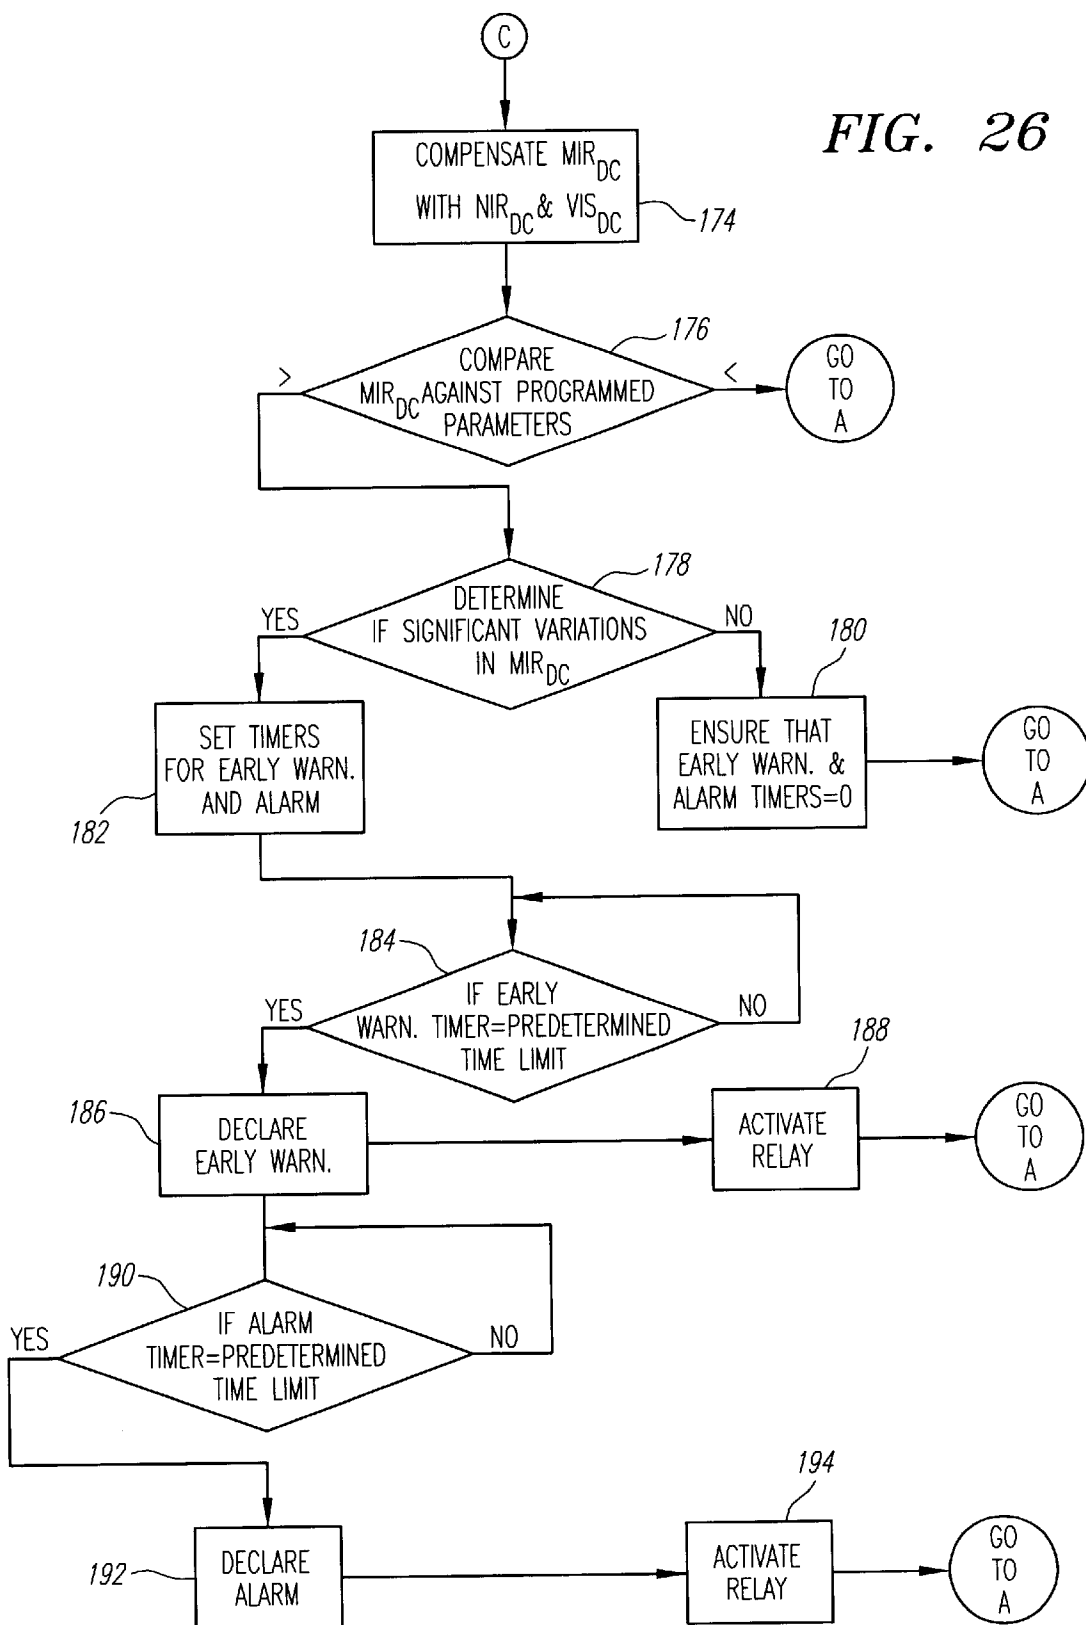 C
FIG. 26
COMPENSATE MIR_DC
WITH NIR_DC & VIS_DC
174
176
COMPARE
MIR_DC AGAINST PROGRAMMED
PARAMETERS
>
<
GO
TO
A
178
DETERMINE
IF SIGNIFICANT VARIATIONS
IN MIR_DC
YES
NO
180
SET TIMERS
FOR EARLY WARN.
AND ALARM
182
ENSURE THAT
EARLY WARN. &
ALARM TIMERS=0
GO
TO
A
184
IF EARLY
WARN. TIMER=PREDETERMINED
TIME LIMIT
YES
NO
186
DECLARE
EARLY WARN.
188
ACTIVATE
RELAY
GO
TO
A
190
IF ALARM
TIMER=PREDETERMINED
TIME LIMIT
YES
NO
192
DECLARE
ALARM
194
ACTIVATE
RELAY
GO
TO
A